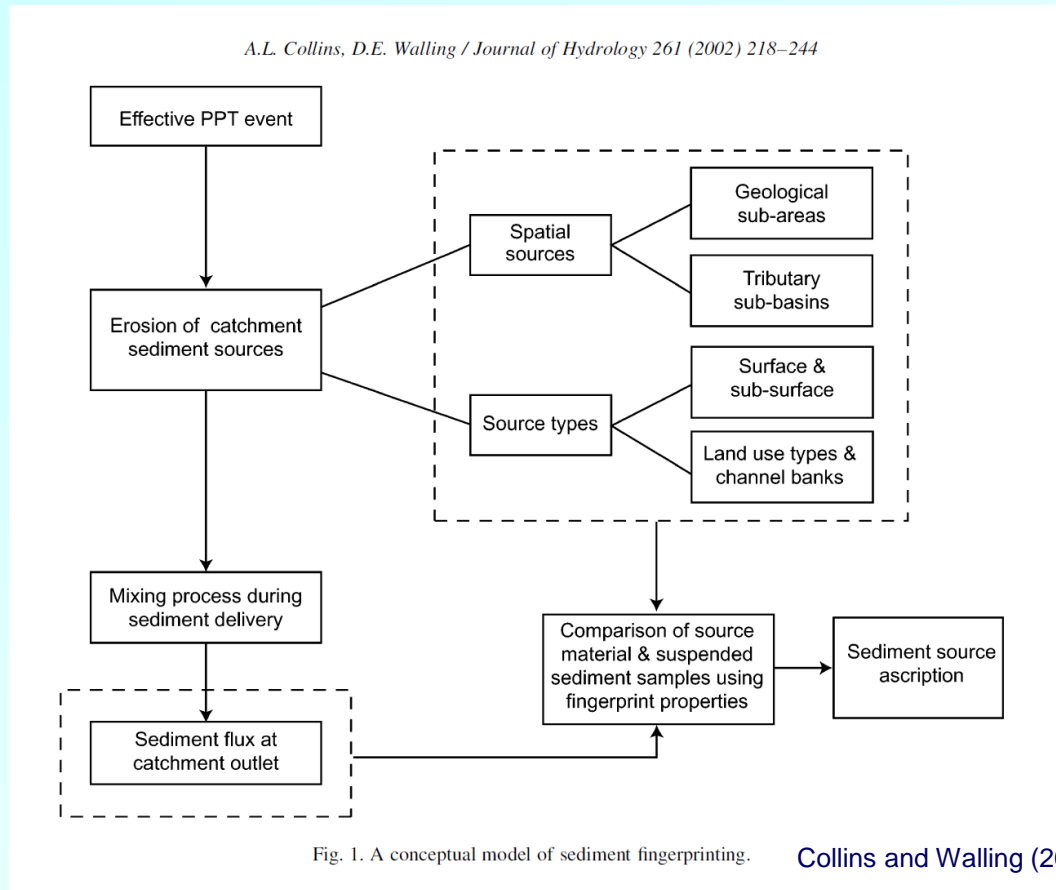 A.L. Collins, D.E. Walling / Journal of Hydrology 261 (2002) 218–244
Effective PPT event
Geological
sub-areas
Spatial
sources
Tributary
sub-basins
Erosion of catchment
sediment sources
Surface &
sub-surface
Source types
Land use types &
channel banks
Mixing process during
sediment delivery
Comparison of source
material & suspended
sediment samples using
fingerprint properties
Sediment source
ascription
Sediment flux at
catchment outlet
Fig. 1. A conceptual model of sediment fingerprinting.
Collins and Walling (20